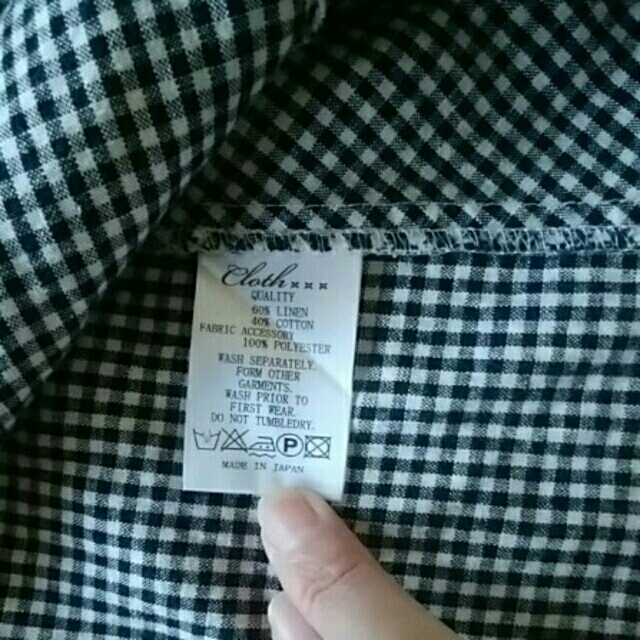 Cloth×××
QUALITY
60% LINEN
40% COTTON
FABRIC ACCESSORY
100% POLYESTER
WASH SEPARATELY.
FORM OTHER
GARMENTS.
WASH PRIOR TO
FIRST WEAR.
DO NOT TUMBLEDRY.
P
MADE IN JAPAN